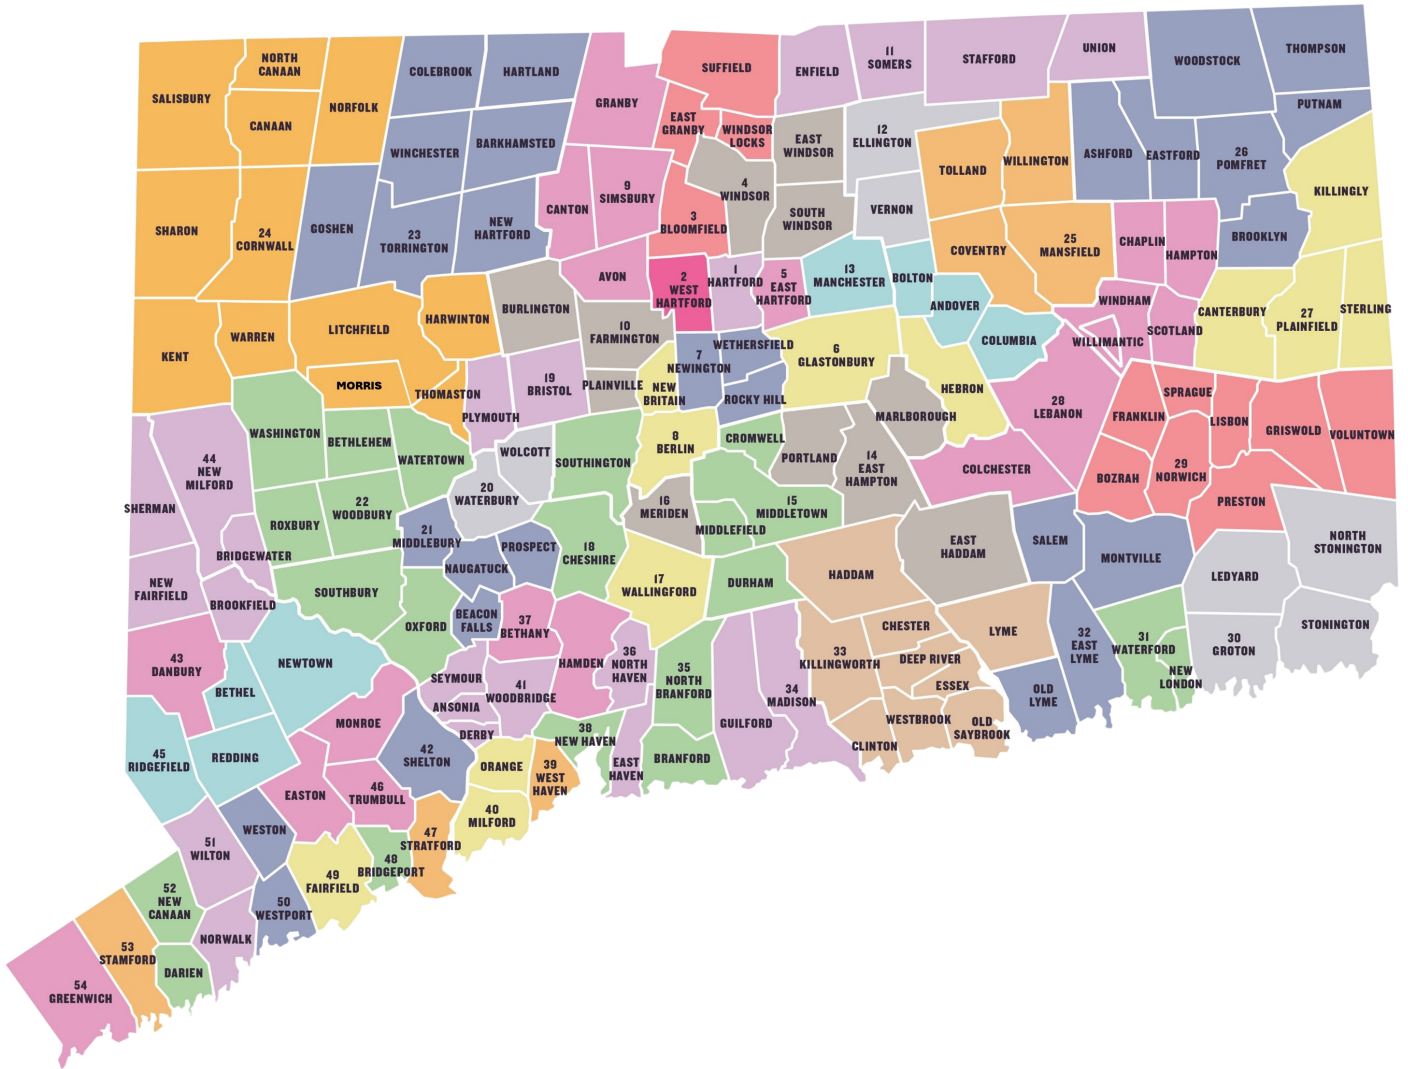 SALISBURY
NORTH
CANAAN
CANAAN
NORFOLK
COLEBROOK
HARTLAND
WINCHESTER
BARKHAMSTED
GRANBY
SUFFIELD
EAST
GRANBY
WINDSOR
LOCKS
ENFIELD
11
SOMERS
STAFFORD
UNION
WOODSTOCK
THOMPSON
PUTNAM
EAST
WINDSOR
12
ELLINGTON
TOLLAND
WILLINGTON
ASHFORD
EASTFORD
26
POMFRET
KILLINGLY
SHARON
24
CORNWALL
GOSHEN
23
TORRINGTON
NEW
HARTFORD
CANTON
9
SIMSBURY
4
WINDSOR
3
BLOOMFIELD
SOUTH
WINDSOR
VERNON
COVENTRY
25
MANSFIELD
CHAPLIN
HAMPTON
BROOKLYN
AVON
2
WEST
HARTFORD
1
HARTFORD
5
EAST
HARTFORD
13
MANCHESTER
BOLTON
ANDOVER
COLUMBIA
WINDHAM
WILLIMANTIC
SCOTLAND
CANTERBURY
27
PLAINFIELD
STERLING
KENT
WARREN
LITCHFIELD
MORRIS
HARWINTON
BURLINGTON
10
FARMINGTON
PLAINVILLE
NEW
BRITAIN
7
NEWINGTON
WETHERSFIELD
ROCKY HILL
6
GLASTONBURY
HEBRON
MARLBOROUGH
28
LEBANON
FRANKLIN
SPRAGUE
LISBON
GRISWOLD
VOLUNTOWN
THOMASTON
PLYMOUTH
19
BRISTOL
WASHINGTON
BETHLEHEM
WATERTOWN
WOLCOTT
SOUTHINGTON
8
BERLIN
CROMWELL
PORTLAND
14
EAST
HAMPTON
COLCHESTER
BOZRAH
29
NORWICH
PRESTON
44
NEW
MILFORD
SHERMAN
ROXBURY
22
WOODBURY
20
WATERBURY
16
MERIDEN
15
MIDDLETOWN
MIDDLEFIELD
21
MIDDLEBURY
PROSPECT
NAUGATUCK
18
CHESHIRE
EAST
HADDAM
SALEM
MONTVILLE
NORTH
STONINGTON
LEDYARD
BRIDGEWATER
NEW
FAIRFIELD
BROOKFIELD
SOUTHBURY
OXFORD
BEACON
FALLS
37
BETHANY
17
WALLINGFORD
DURHAM
HADDAM
CHESTER
LYME
32
EAST
LYME
31
WATERFORD
NEW
LONDON
30
GROTON
STONINGTON
43
DANBURY
BETHEL
NEWTOWN
SEYMOUR
ANSONIA
DERBY
41
WOODBRIDGE
HAMDEN
36
NORTH
HAVEN
35
NORTH
BRANFORD
GUILFORD
34
MADISON
33
KILLINGWORTH
DEEP RIVER
ESSEX
WESTBROOK
OLD
SAYBROOK
CLINTON
OLD
LYME
45
RIDGEFIELD
REDDING
MONROE
42
SHELTON
ORANGE
39
WEST
HAVEN
38
NEW HAVEN
EAST
HAVEN
BRANFORD
EASTON
46
TRUMBULL
40
MILFORD
WESTON
51
WILTON
47
STRATFORD
48
BRIDGEPORT
49
FAIRFIELD
50
WESTPORT
52
NEW
CANAAN
NORWALK
DARIEN
53
STAMFORD
54
GREENWICH